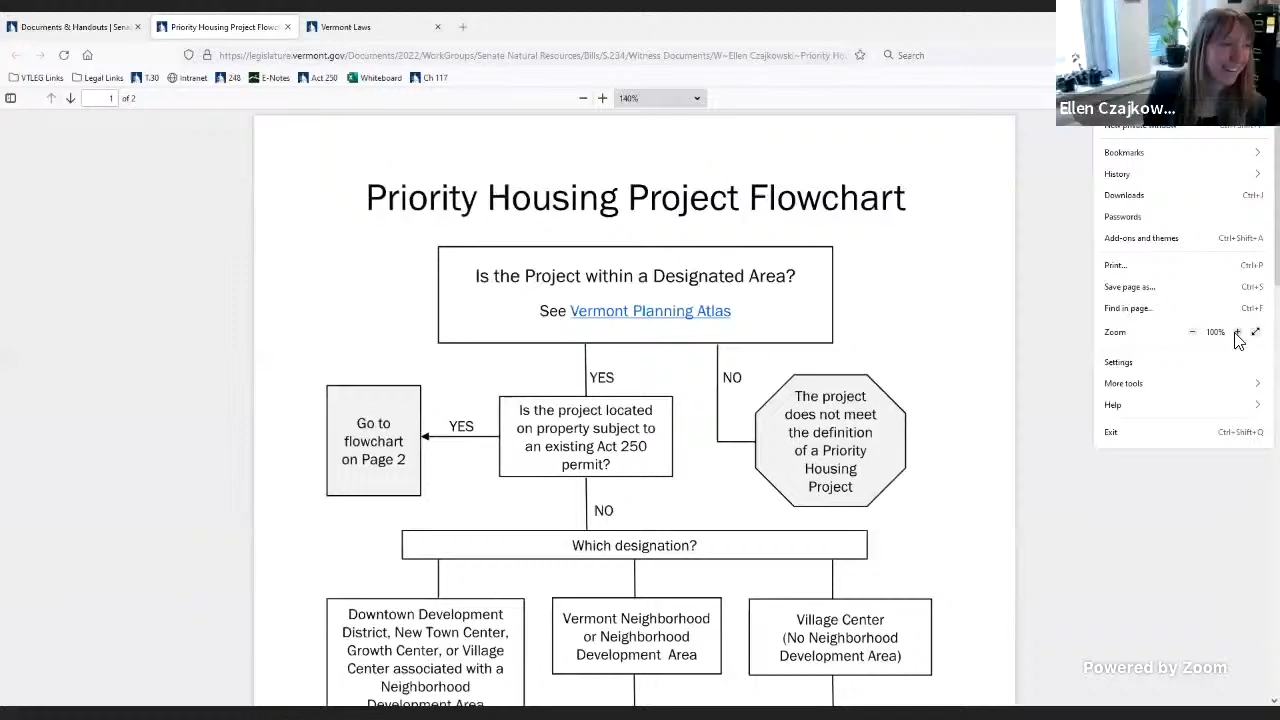 Documents & Handouts | Sena
Priority Housing Project Flowch
Vermont Laws
https://legislature.vermont.gov/Documents/2022/WorkGroups/Senate Natural Resources/Bills/S.234/Witness Documents/W~Ellen Czajkowski~Priority Ho
Search
VTLEG Links
Legal Links
T.30
Intranet
248
E-Notes
Act 250
Whiteboard
Ch 117
1 of 2
140%
Ellen Czajkow...
New private window
Bookmarks
History
Downloads Ctrl+J
Passwords
Add-ons and themes Ctrl+Shift+A
Print... Ctrl+P
Save page as... Ctrl+S
Find in page... Ctrl+F
Zoom 100%
Settings
More tools
Help
Exit Ctrl+Shift+Q
Priority Housing Project Flowchart
Is the Project within a Designated Area?
See Vermont Planning Atlas
YES
NO
Go to
flowchart
on Page 2
YES
Is the project located
on property subject to
an existing Act 250
permit?
The project
does not meet
the definition
of a Priority
Housing
Project
NO
Which designation?
Downtown Development
District, New Town Center,
Growth Center, or Village
Center associated with a
Neighborhood
Development Area
Vermont Neighborhood
or Neighborhood
Development Area
Village Center
(No Neighborhood
Development Area)
Powered by Zoom